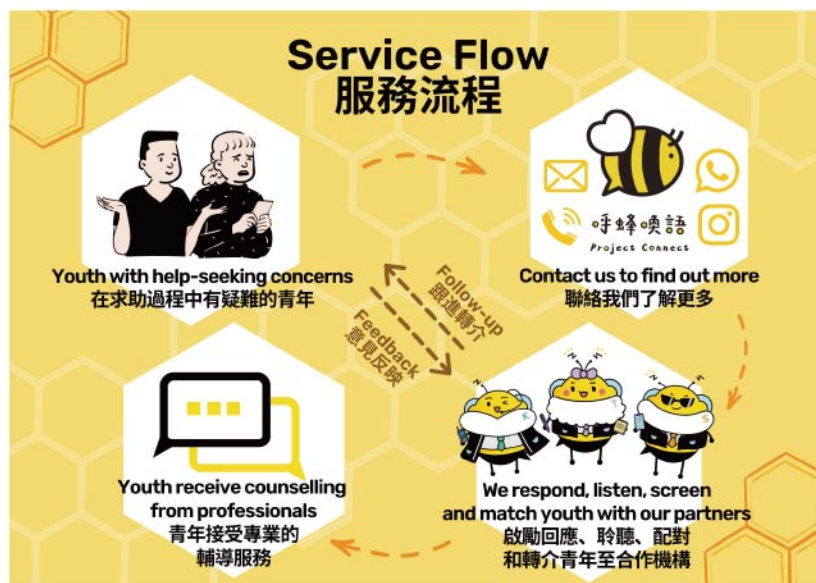 Service Flow
服務流程
呼蜂喚語
Project Connect
Youth with help-seeking concerns
在求助過程中有疑難的青年
Contact us to find out more
聯絡我們了解更多
Follow-up
跟進轉介
Feedback
意見反映
K
T
S
Youth receive counselling
from professionals
青年接受專業的
輔導服務
We respond, listen, screen
and match youth with our partners
啟勵回應、聆聽、配對
和轉介青年至合作機構